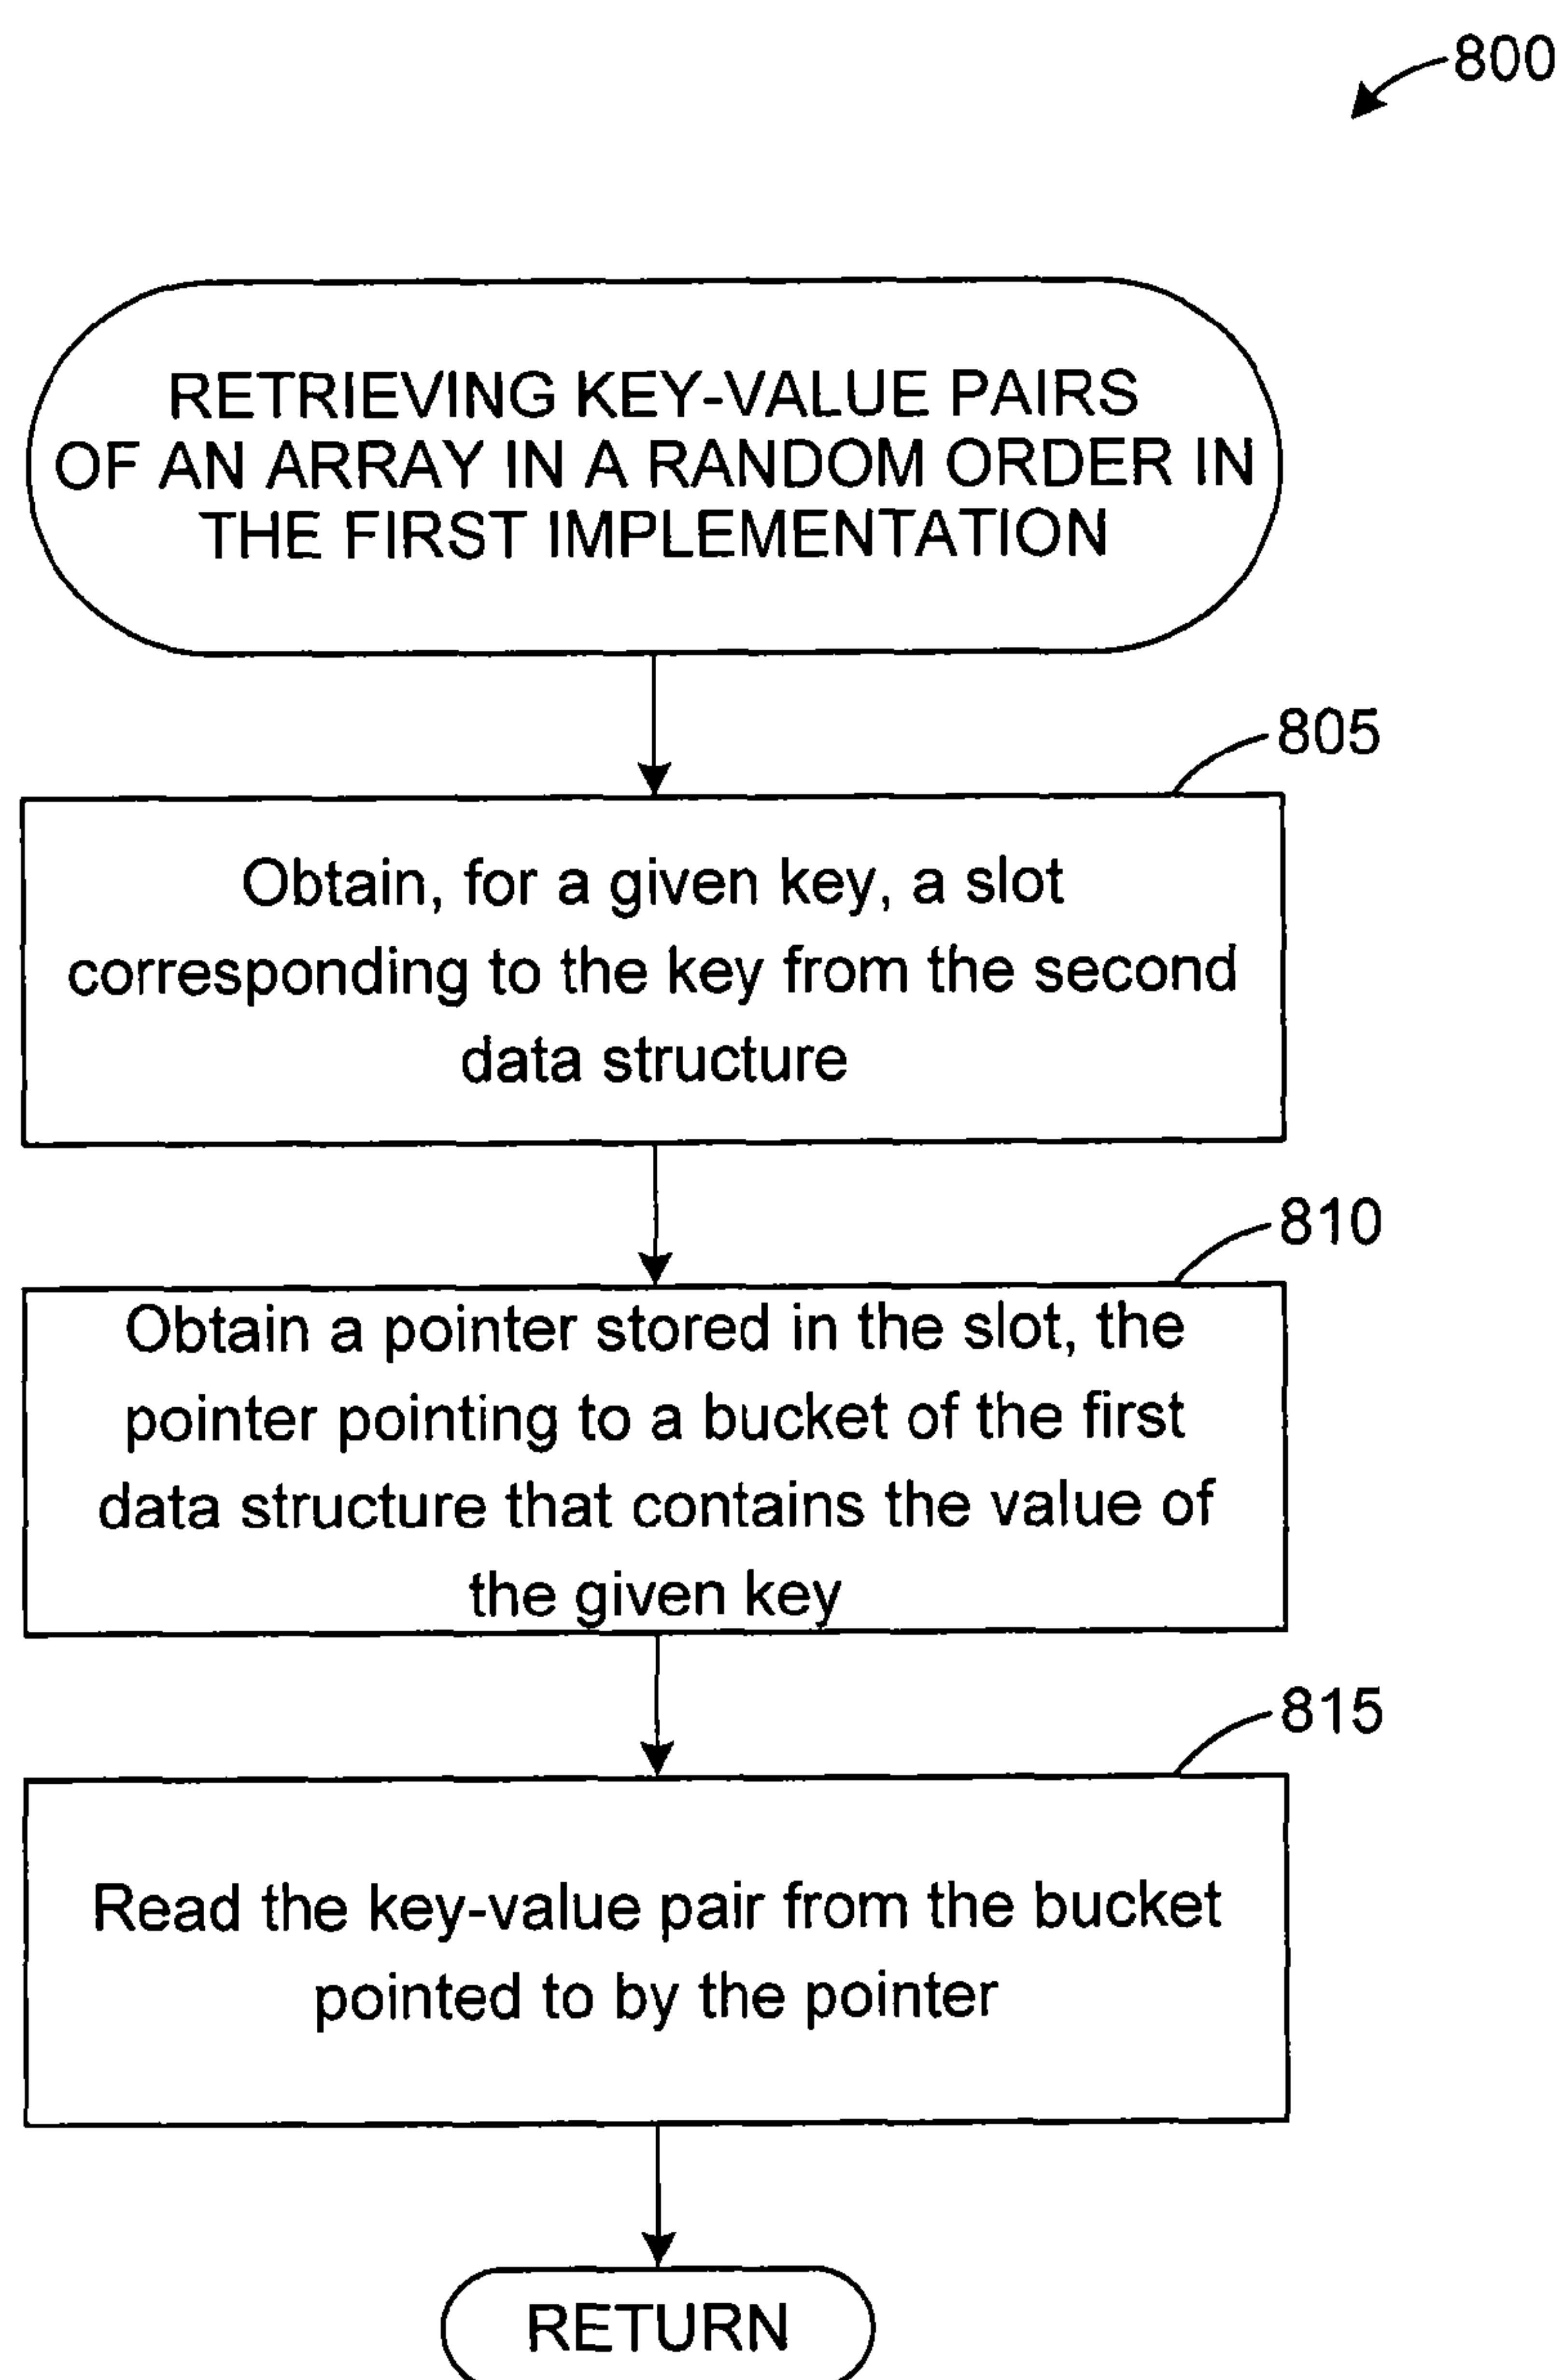 800
RETRIEVING KEY-VALUE PAIRS
OF AN ARRAY IN A RANDOM ORDER IN
THE FIRST IMPLEMENTATION
805
Obtain, for a given key, a slot
corresponding to the key from the second
data structure
810
Obtain a pointer stored in the slot, the
pointer pointing to a bucket of the first
data structure that contains the value of
the given key
815
Read the key-value pair from the bucket
pointed to by the pointer
RETURN